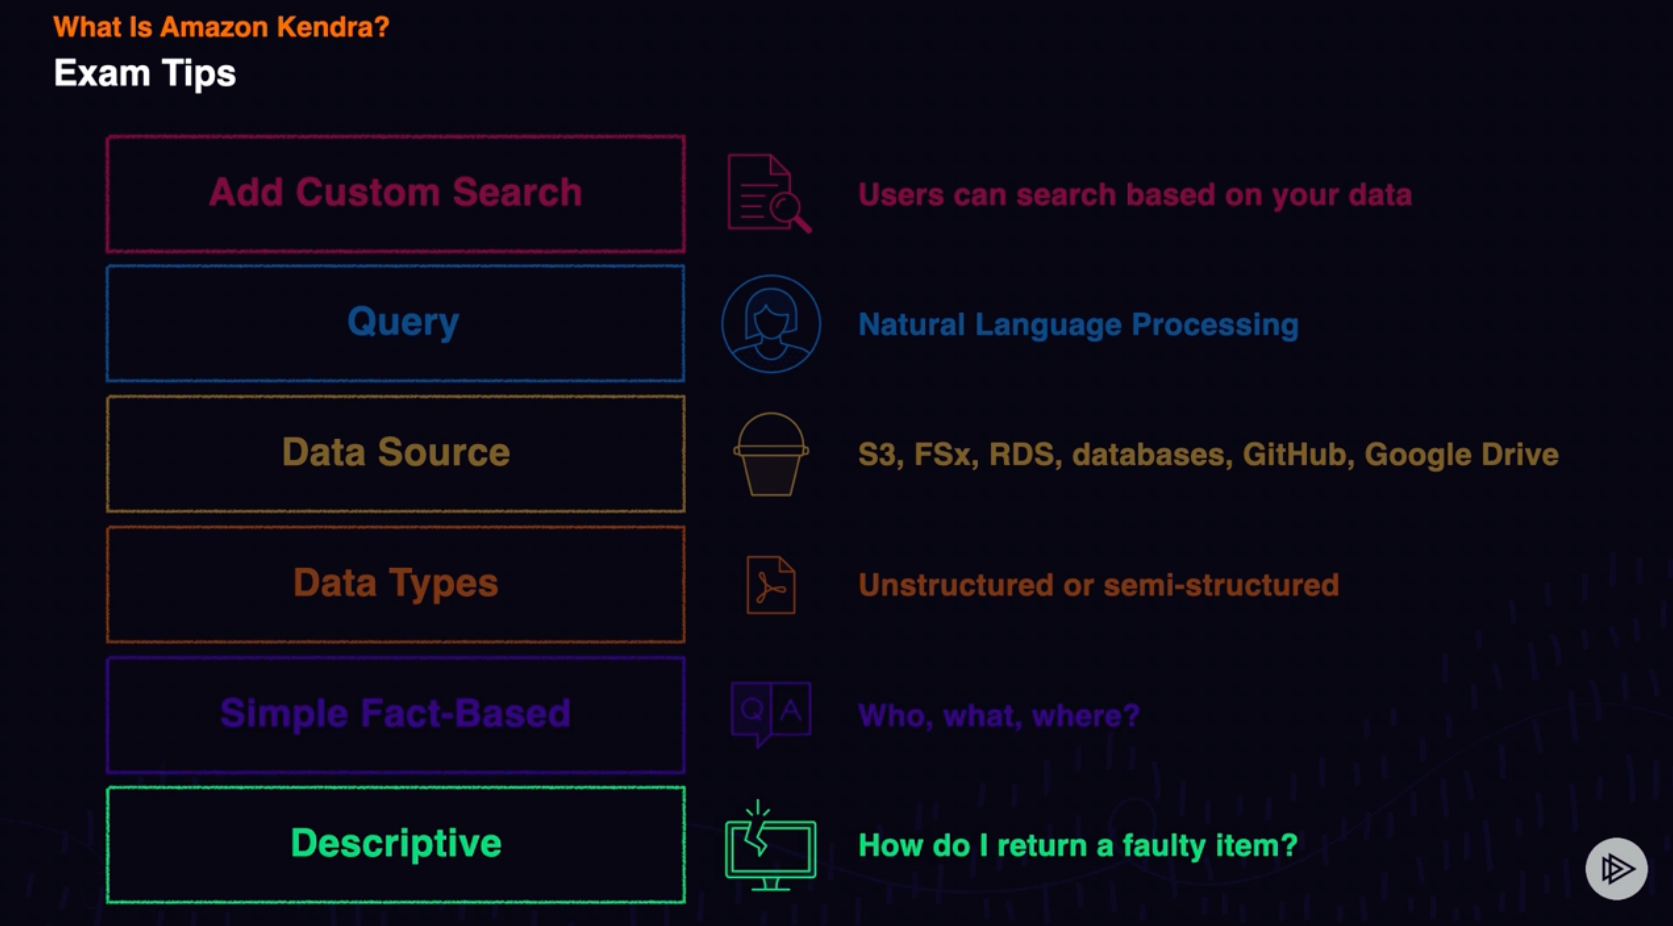 What Is Amazon Kendra?
Exam Tips
Add Custom Search
Users can search based on your data
Query
Natural Language Processing
Data Source
S3, FSx, RDS, databases, GitHub, Google Drive
Data Types
Unstructured or semi-structured
Simple Fact-Based
Q A
Who, what, where?
Descriptive
How do I return a faulty item?